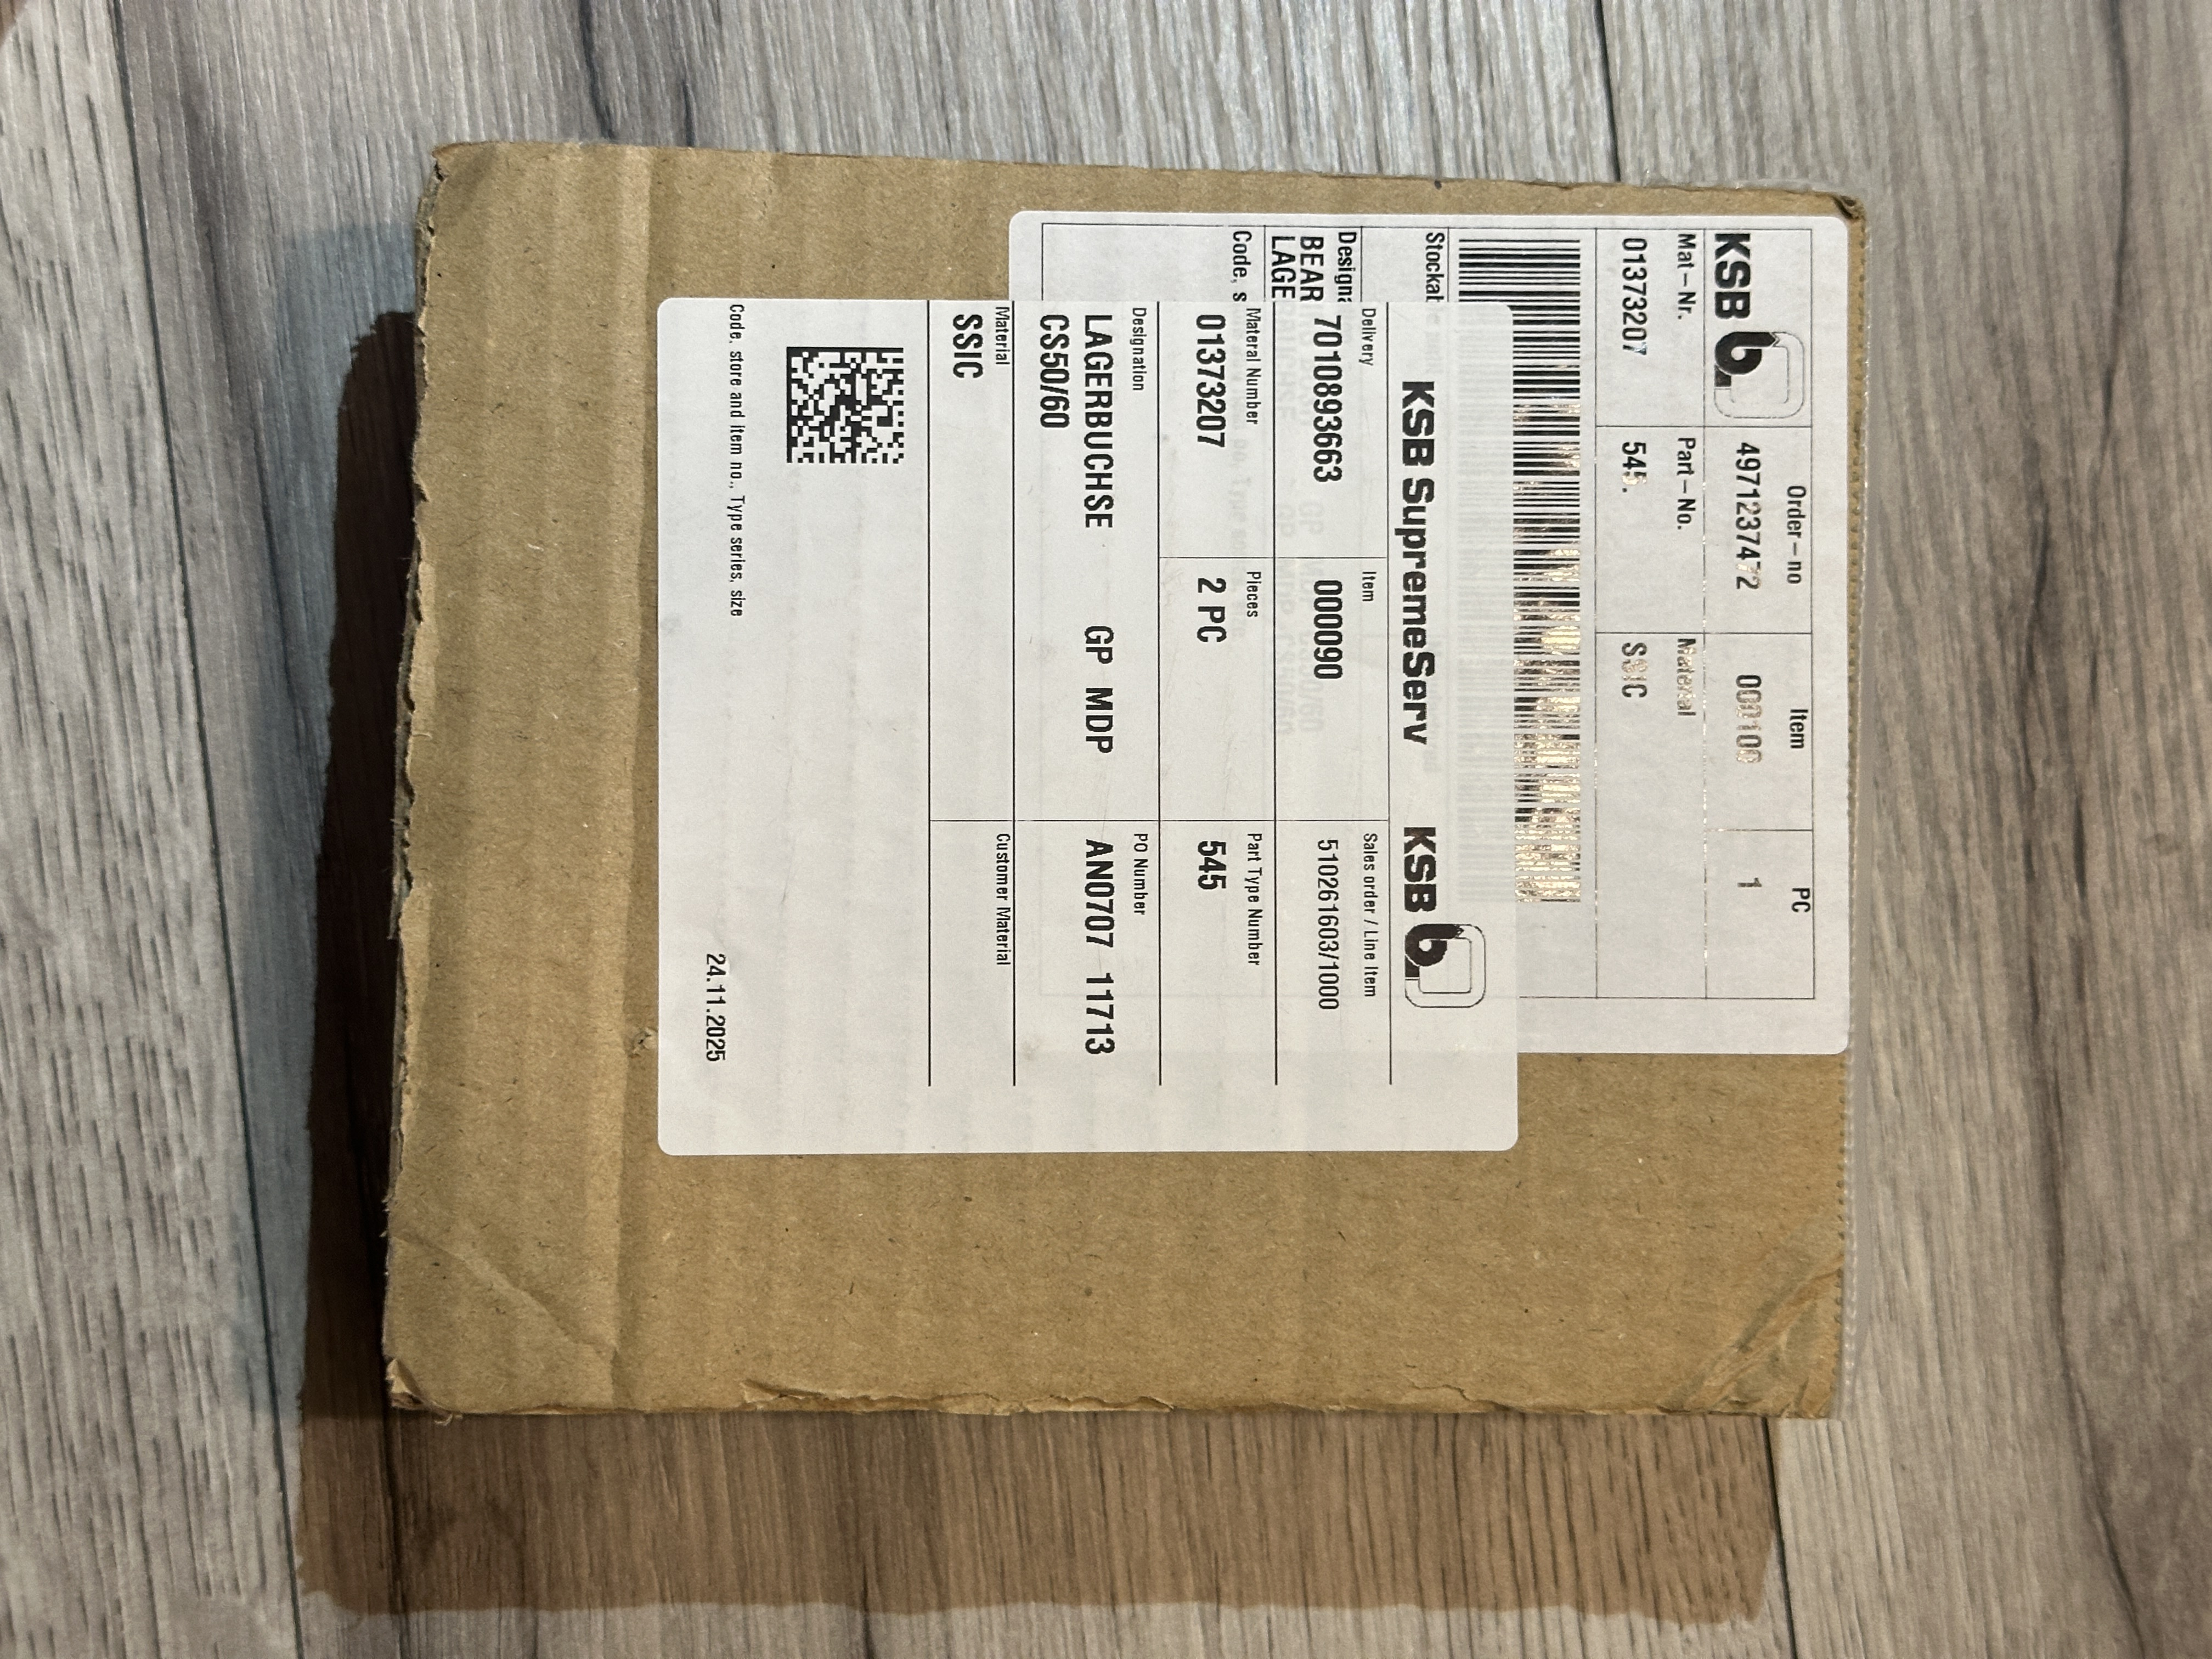 KSB
Order-no
Item
PC
4971237472
000100
1
Mat-Nr.
Part-No.
Material
01373207
545.
SSIC
Stockab
Designa
BEAR
LAGE
Code, s
KSB SupremeServ KSB
Delivery
Item
Sales order / Line Item
7010893663
0000090
510261603/1000
Materal Number
Pieces
Part Type Number
01373207
2 PC
545
Designation
PO Number
LAGERBUCHSE GP MDP
AN0707 11713
CS50/60
Material
Customer Material
SSIC
Code. store and item no., Type series, size
24.11.2025